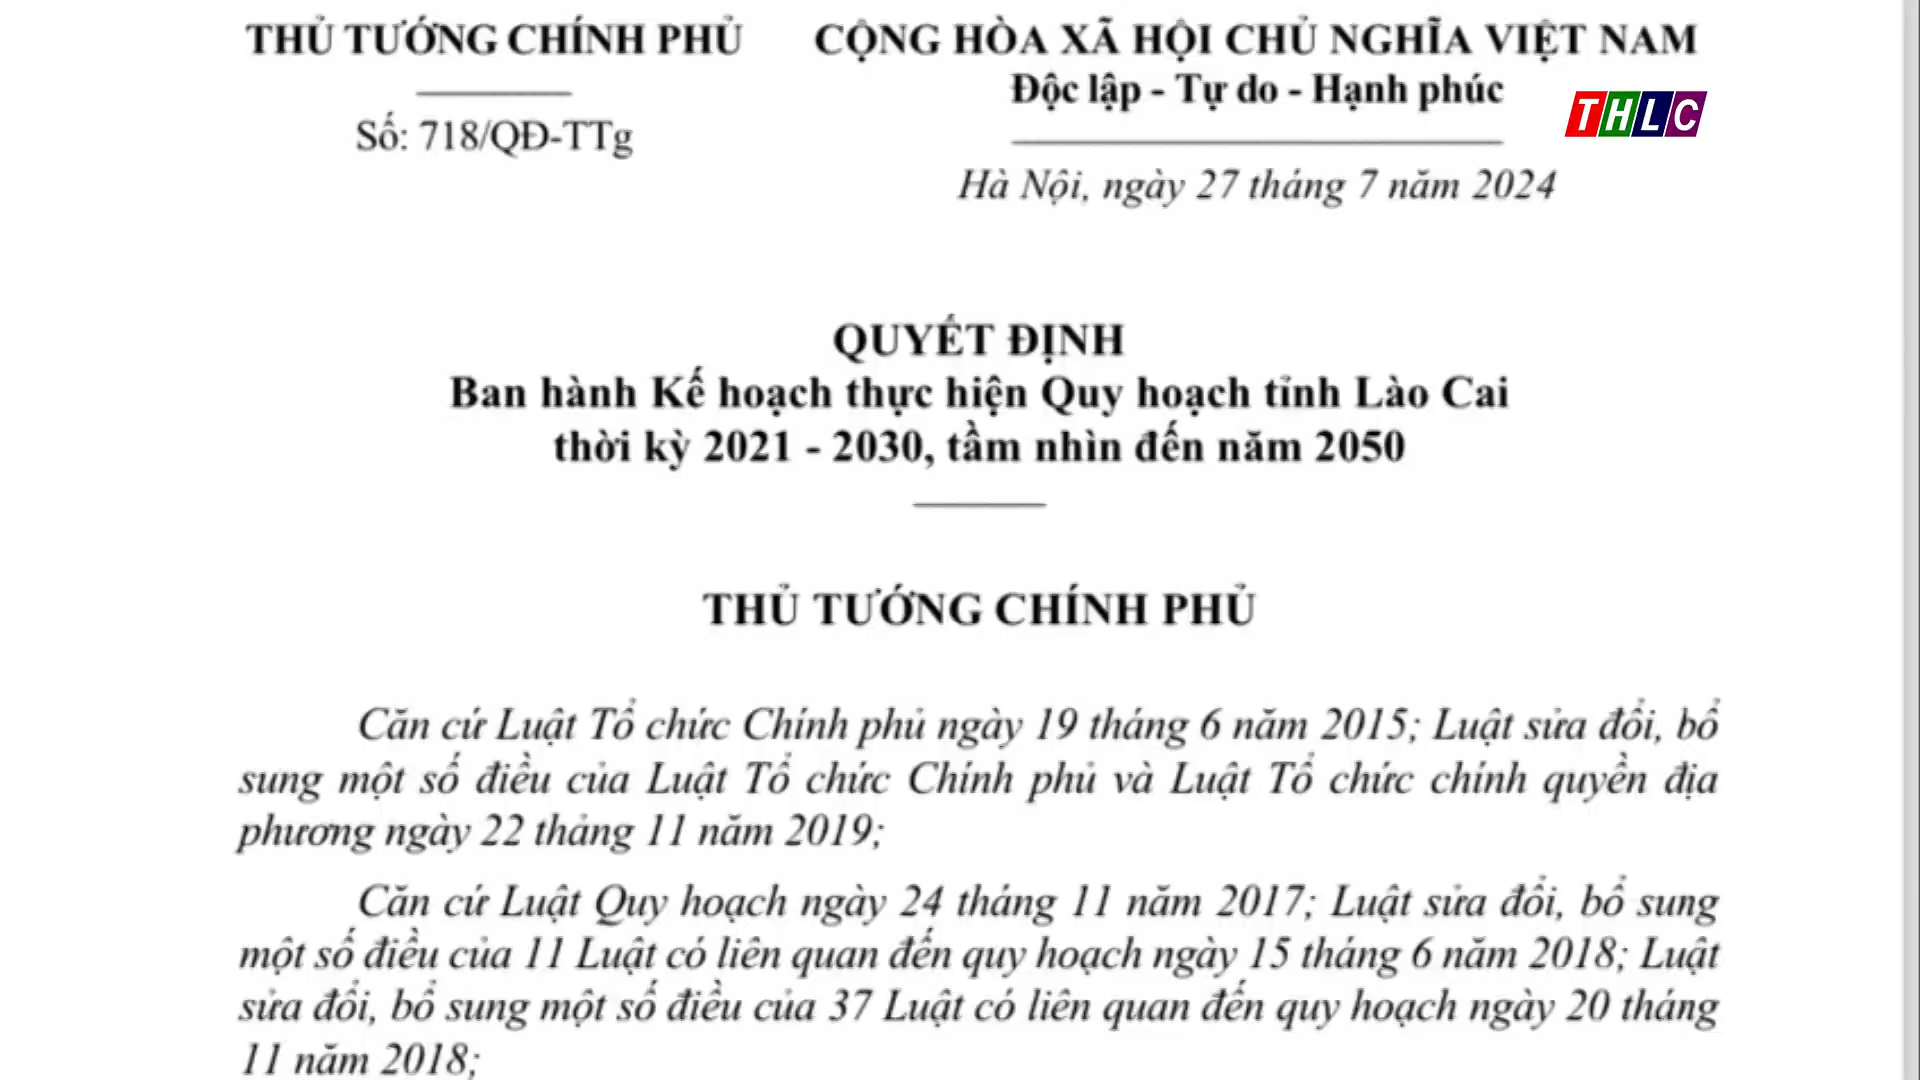 THỦ TƯỚNG CHÍNH PHỦ
Số: 718/QĐ-TTg
CỘNG HÒA XÃ HỘI CHỦ NGHĨA VIỆT NAM
Độc lập - Tự do - Hạnh phúc
THLC
Hà Nội, ngày 27 tháng 7 năm 2024
QUYẾT ĐỊNH
Ban hành Kế hoạch thực hiện Quy hoạch tỉnh Lào Cai
thời kỳ 2021 - 2030, tầm nhìn đến năm 2050
THỦ TƯỚNG CHÍNH PHỦ
Căn cứ Luật Tổ chức Chính phủ ngày 19 tháng 6 năm 2015; Luật sửa đổi, bổ
sung một số điều của Luật Tổ chức Chính phủ và Luật Tổ chức chính quyền địa
phương ngày 22 tháng 11 năm 2019;
Căn cứ Luật Quy hoạch ngày 24 tháng 11 năm 2017; Luật sửa đổi, bổ sung
một số điều của 11 Luật có liên quan đến quy hoạch ngày 15 tháng 6 năm 2018; Luật
sửa đổi, bổ sung một số điều của 37 Luật có liên quan đến quy hoạch ngày 20 tháng
11 năm 2018;